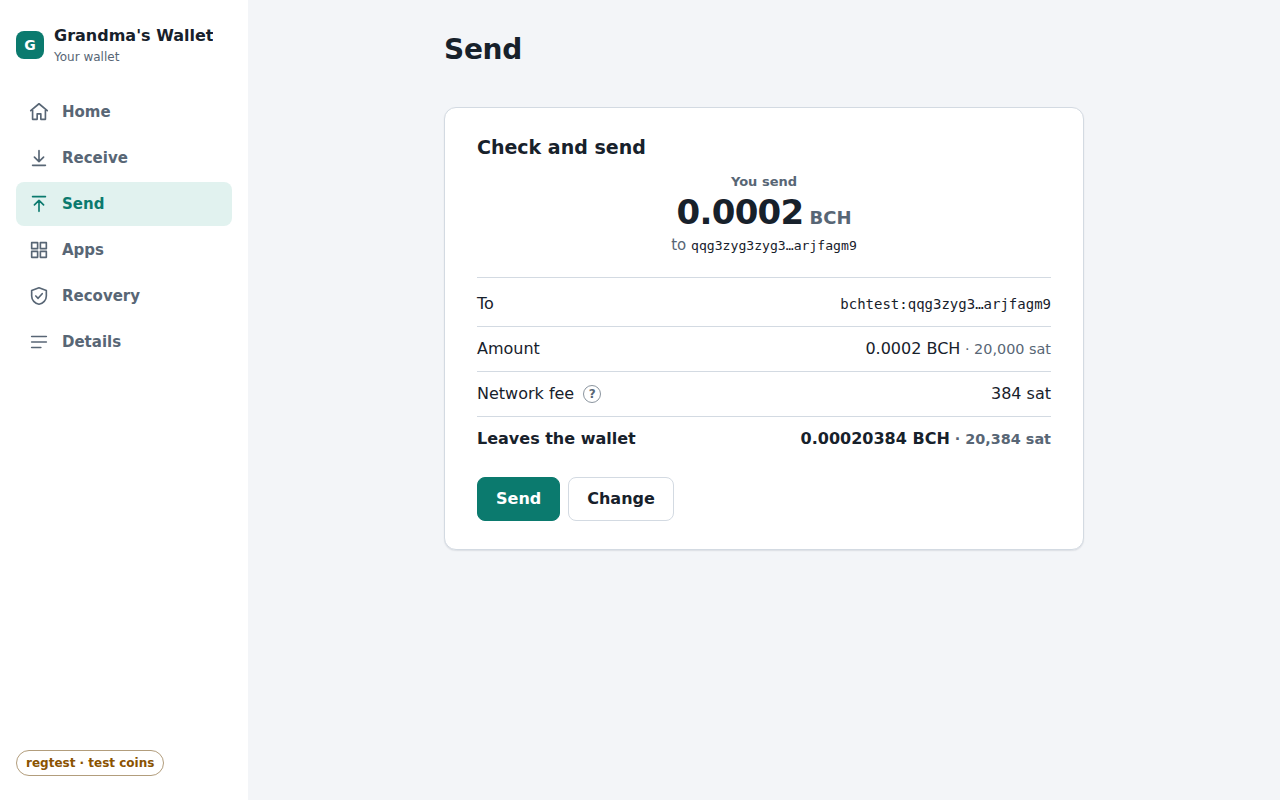 G
Grandma's Wallet
Your wallet
Home
Receive
Send
Apps
Recovery
Details
regtest · test coins
Send
Check and send
You send
0.0002 BCH
to qqg3zyg3zyg3…arjfagm9
To bchtest:qqg3zyg3…arjfagm9
Amount 0.0002 BCH · 20,000 sat
Network fee ? 384 sat
Leaves the wallet 0.00020384 BCH · 20,384 sat
Send Change